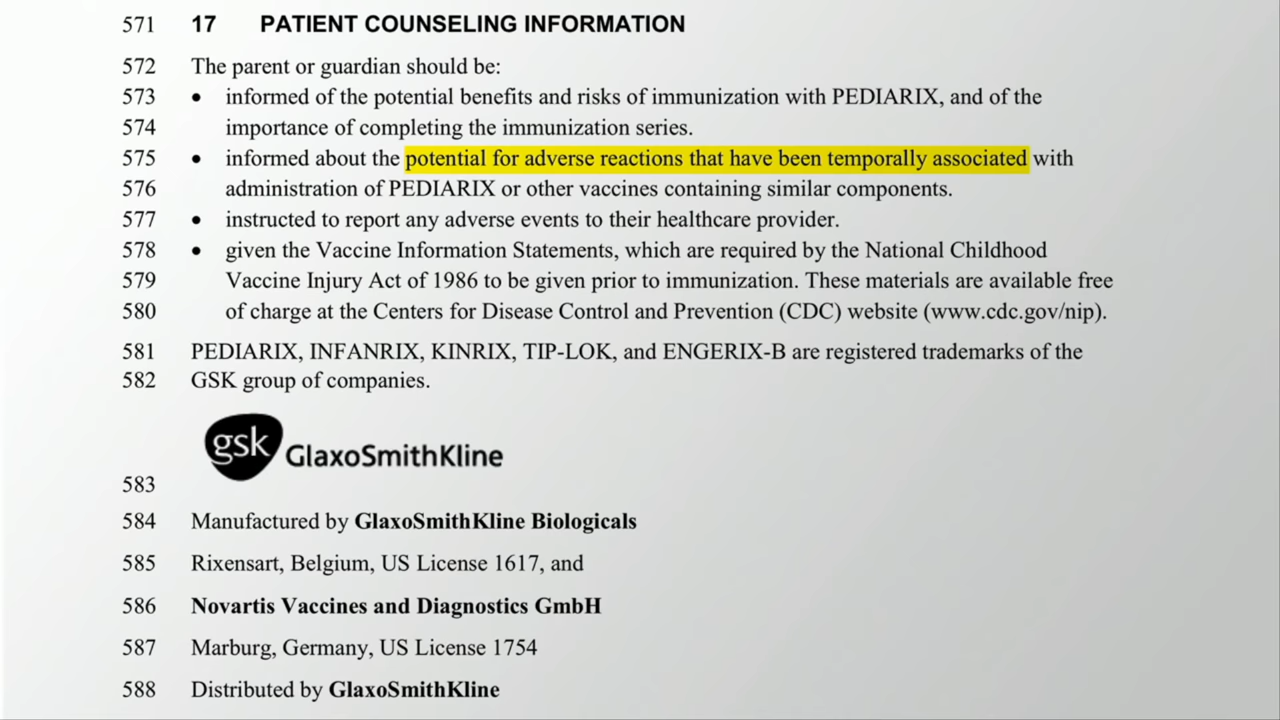 571 17 PATIENT COUNSELING INFORMATION
572 The parent or guardian should be:
573 • informed of the potential benefits and risks of immunization with PEDIARIX, and of the
574 importance of completing the immunization series.
575 • informed about the potential for adverse reactions that have been temporally associated with
576 administration of PEDIARIX or other vaccines containing similar components.
577 • instructed to report any adverse events to their healthcare provider.
578 • given the Vaccine Information Statements, which are required by the National Childhood
579 Vaccine Injury Act of 1986 to be given prior to immunization. These materials are available free
580 of charge at the Centers for Disease Control and Prevention (CDC) website (www.cdc.gov/nip).
581 PEDIARIX, INFANRIX, KINRIX, TIP-LOK, and ENGERIX-B are registered trademarks of the
582 GSK group of companies.
gsk GlaxoSmithKline
583
584 Manufactured by GlaxoSmithKline Biologicals
585 Rixensart, Belgium, US License 1617, and
586 Novartis Vaccines and Diagnostics GmbH
587 Marburg, Germany, US License 1754
588 Distributed by GlaxoSmithKline